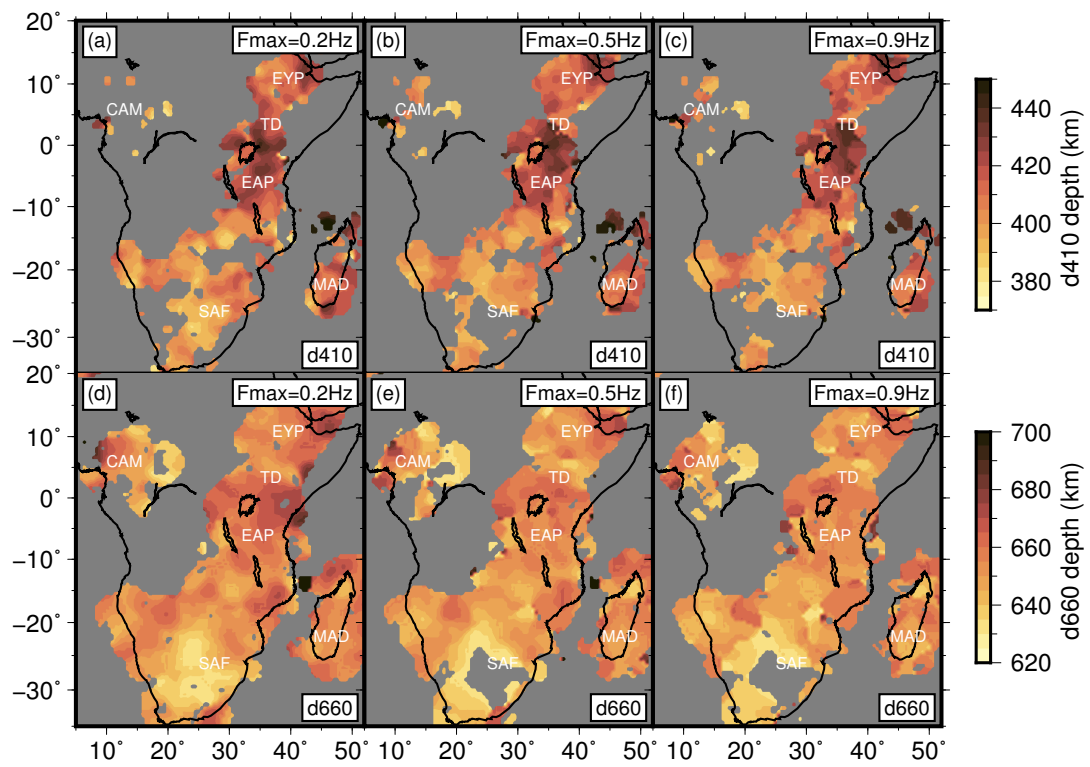 20˚
(a)
Fmax=0.2Hz
(b)
Fmax=0.5Hz
(c)
Fmax=0.9Hz
10˚
EYP
EYP
EYP
CAM
CAM
CAM
TD
TD
TD
0˚
EAP
EAP
EAP
−10˚
−20˚
MAD
MAD
MAD
SAF
SAF
SAF
−30˚
d410
d410
d410
440
420
400
380
d410 depth (km)
20˚
(d)
Fmax=0.2Hz
(e)
Fmax=0.5Hz
(f)
Fmax=0.9Hz
10˚
EYP
EYP
EYP
CAM
CAM
CAM
TD
TD
TD
0˚
EAP
EAP
EAP
−10˚
−20˚
MAD
MAD
MAD
SAF
SAF
SAF
−30˚
d660
d660
d660
700
680
660
640
620
d660 depth (km)
10˚ 20˚ 30˚ 40˚ 50˚ 10˚ 20˚ 30˚ 40˚ 50˚ 10˚ 20˚ 30˚ 40˚ 50˚